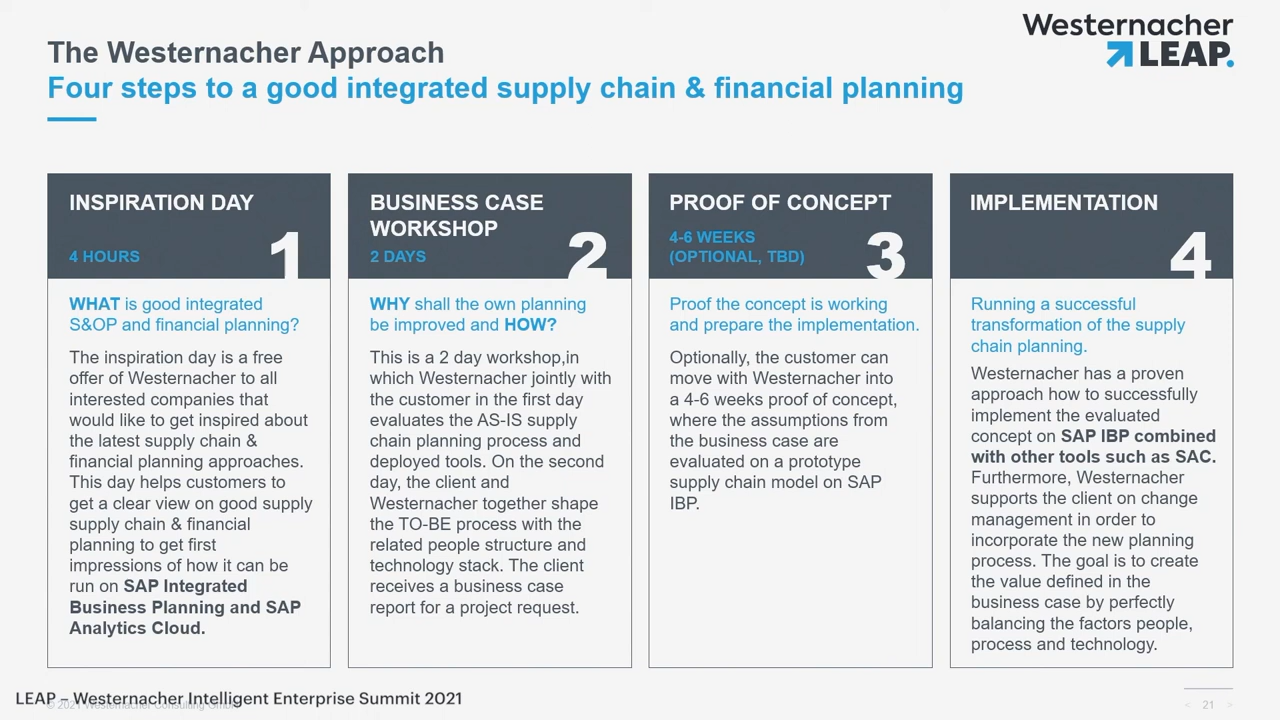 The Westernacher Approach
Four steps to a good integrated supply chain & financial planning
Westernacher
LEAP.
INSPIRATION DAY
4 HOURS
1
WHAT is good integrated
S&OP and financial planning?
The inspiration day is a free
offer of Westernacher to all
interested companies that
would like to get inspired about
the latest supply chain &
financial planning approaches.
This day helps customers to
get a clear view on good supply
supply chain & financial
planning to get first
impressions of how it can be
run on SAP Integrated
Business Planning and SAP
Analytics Cloud.
BUSINESS CASE
WORKSHOP
2 DAYS
2
WHY shall the own planning
be improved and HOW?
This is a 2 day workshop,in
which Westernacher jointly with
the customer in the first day
evaluates the AS-IS supply
chain planning process and
deployed tools. On the second
day, the client and
Westernacher together shape
the TO-BE process with the
related people structure and
technology stack. The client
receives a business case
report for a project request.
PROOF OF CONCEPT
4-6 WEEKS
(OPTIONAL, TBD)
3
Proof the concept is working
and prepare the implementation.
Optionally, the customer can
move with Westernacher into
a 4-6 weeks proof of concept,
where the assumptions from
the business case are
evaluated on a prototype
supply chain model on SAP
IBP.
IMPLEMENTATION
4
Running a successful
transformation of the supply
chain planning.
Westernacher has a proven
approach how to successfully
implement the evaluated
concept on SAP IBP combined
with other tools such as SAC.
Furthermore, Westernacher
supports the client on change
management in order to
incorporate the new planning
process. The goal is to create
the value defined in the
business case by perfectly
balancing the factors people,
process and technology.
LEAP – Westernacher Intelligent Enterprise Summit 2021
© 2021 Westernacher Consulting GmbH
< 21 >